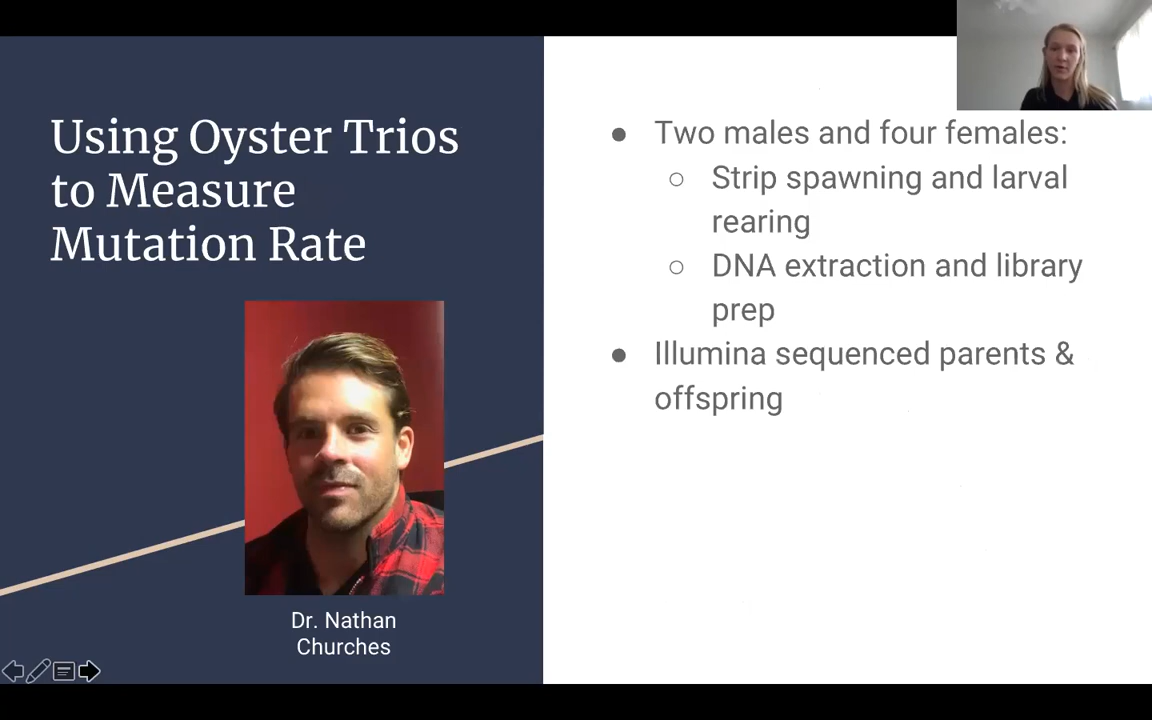 Using Oyster Trios
to Measure
Mutation Rate
Dr. Nathan
Churches
● Two males and four females:
○ Strip spawning and larval
rearing
○ DNA extraction and library
prep
● Illumina sequenced parents &
offspring